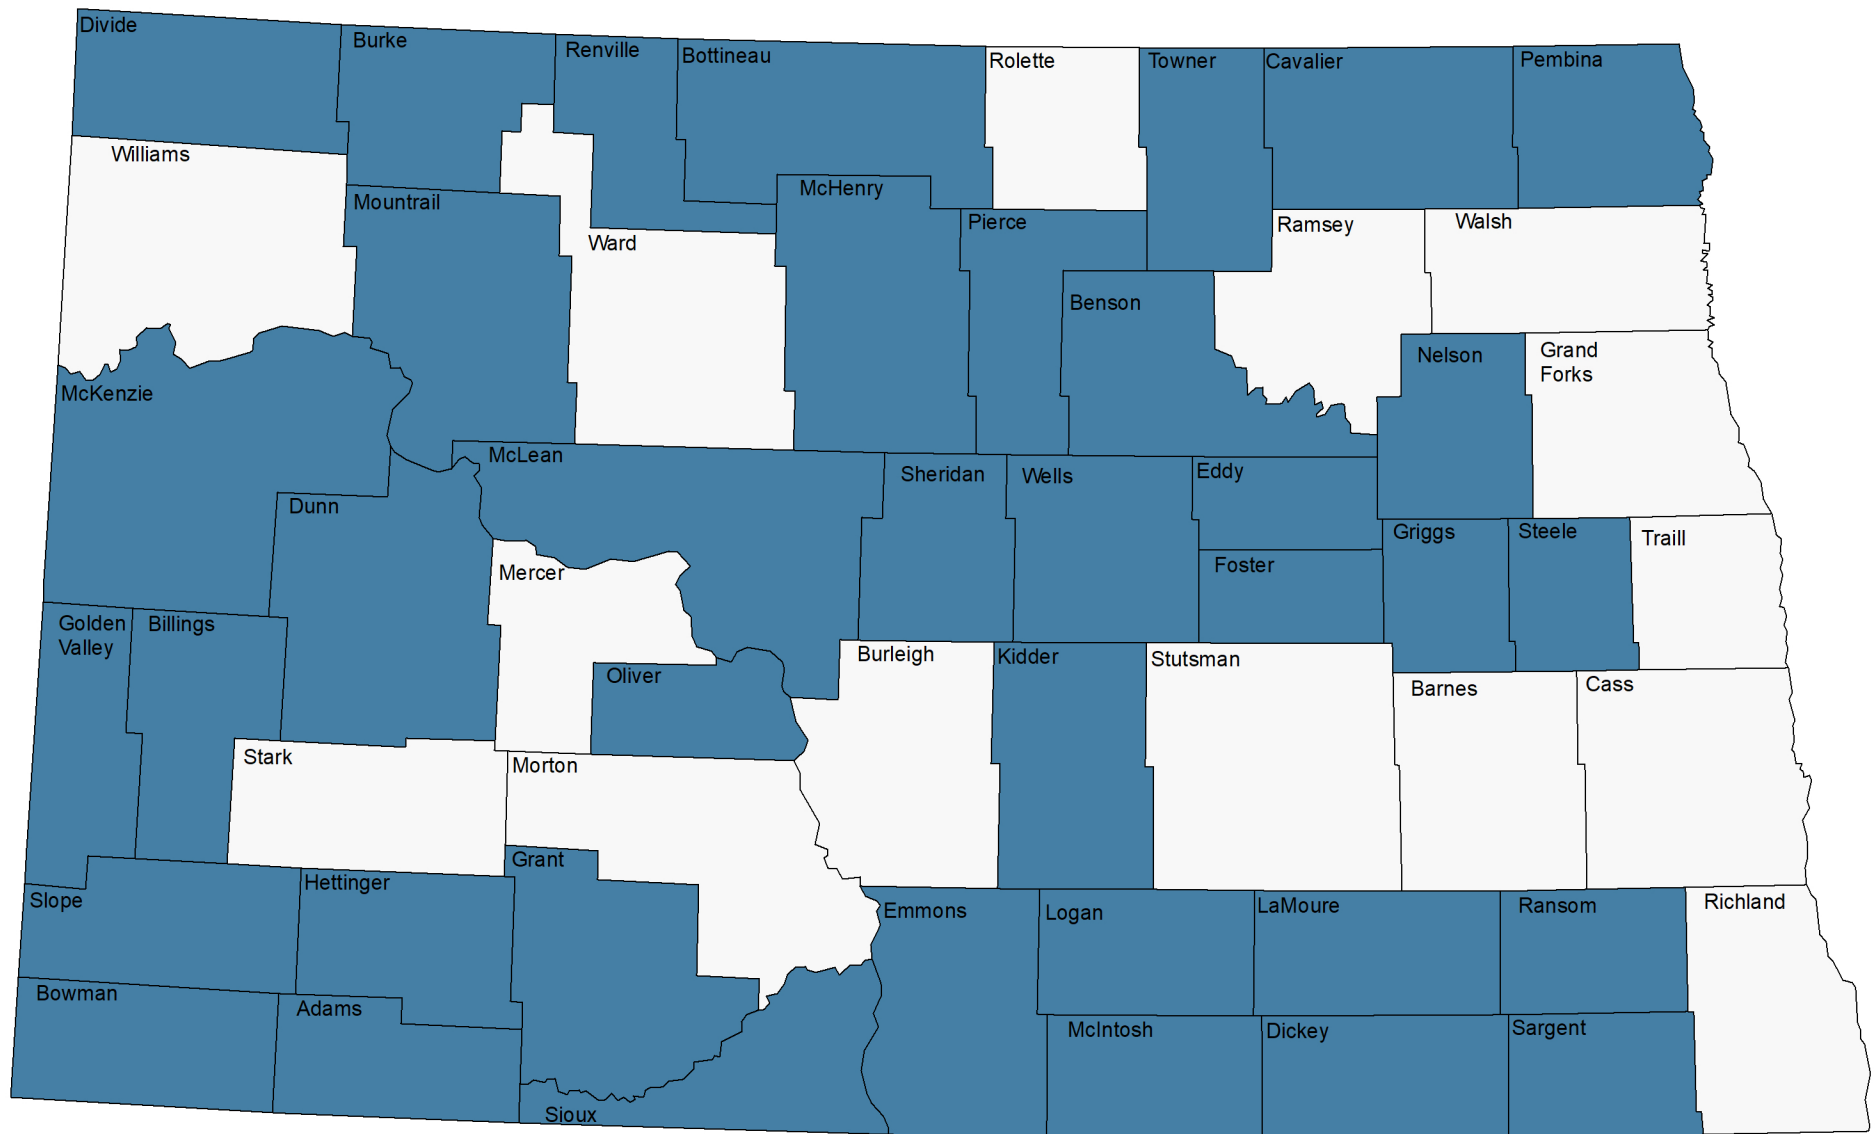 Divide
Burke
Renville
Bottineau
Rolette
Towner
Cavalier
Pembina
Williams
Mountrail
Ward
McHenry
Pierce
Benson
Ramsey
Walsh
Nelson
Grand
Forks
McKenzie
Dunn
McLean
Sheridan
Wells
Eddy
Foster
Griggs
Steele
Traill
Mercer
Golden
Valley
Billings
Oliver
Burleigh
Kidder
Stutsman
Barnes
Cass
Stark
Morton
Grant
Hettinger
Slope
Emmons
Logan
LaMoure
Ransom
Richland
Bowman
Adams
Sioux
McIntosh
Dickey
Sargent